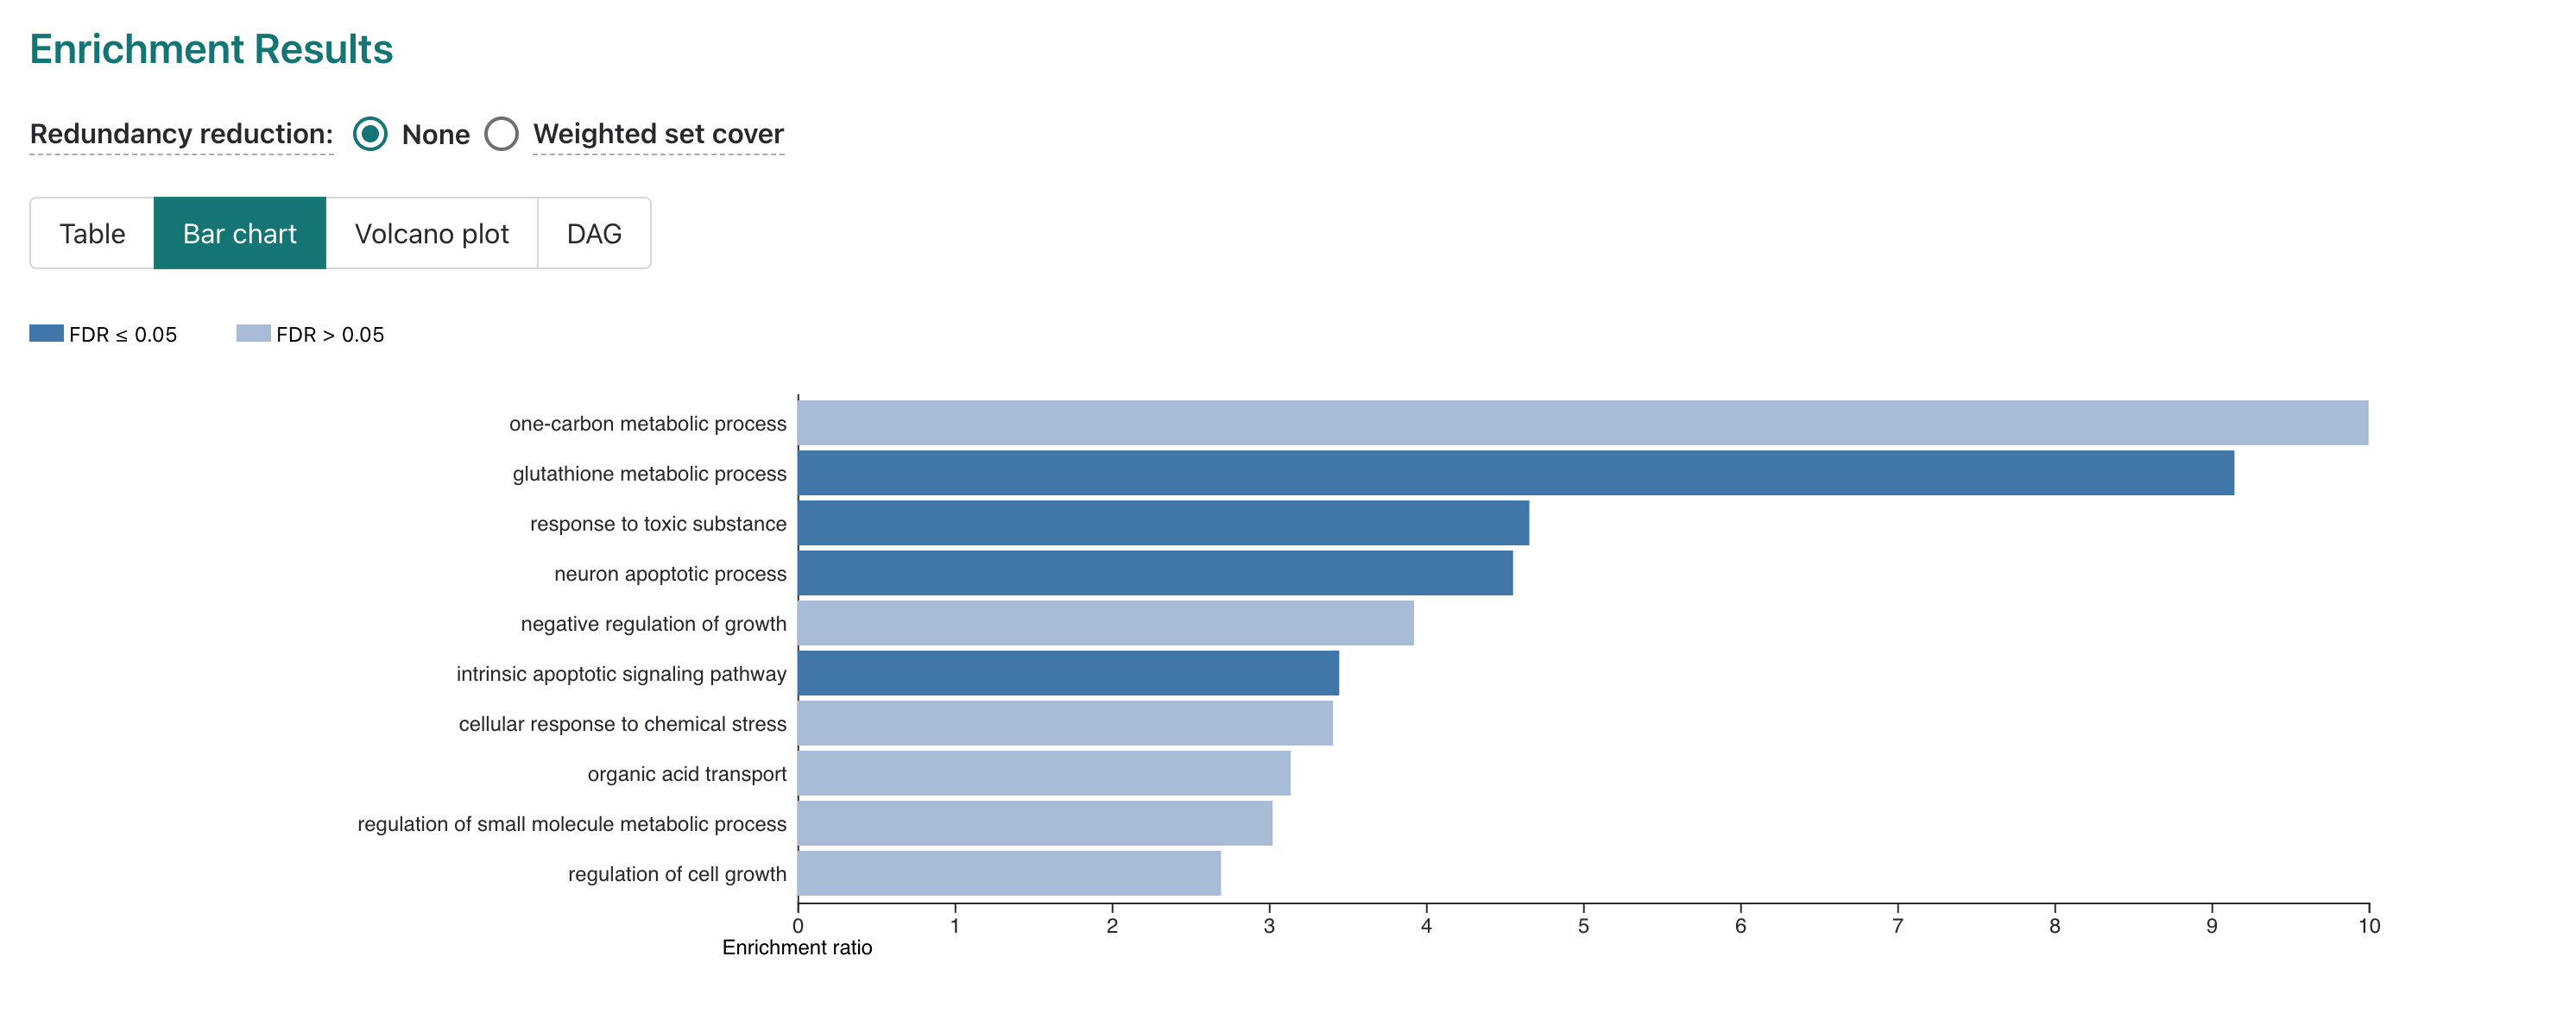 Enrichment Results
Redundancy reduction: None Weighted set cover
Table Bar chart Volcano plot DAG
FDR ≤ 0.05 FDR > 0.05
one-carbon metabolic process
glutathione metabolic process
response to toxic substance
neuron apoptotic process
negative regulation of growth
intrinsic apoptotic signaling pathway
cellular response to chemical stress
organic acid transport
regulation of small molecule metabolic process
regulation of cell growth
0 1 2 3 4 5 6 7 8 9 10
Enrichment ratio